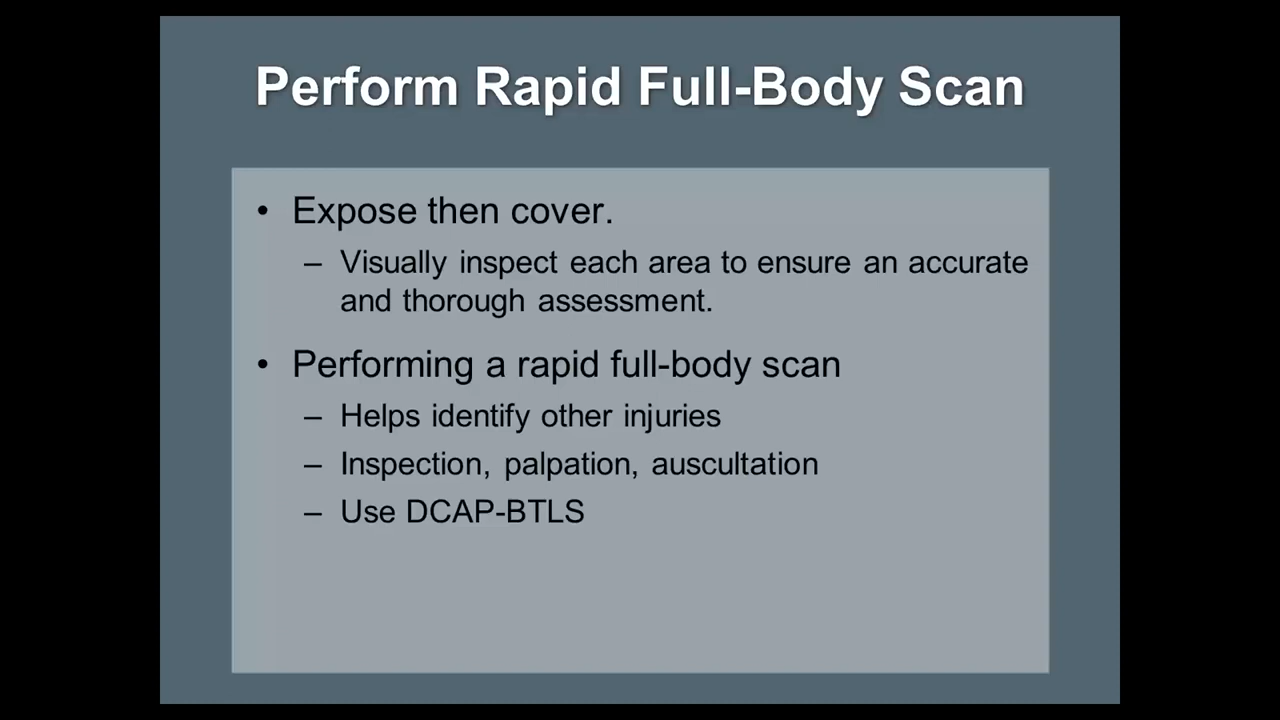 Perform Rapid Full-Body Scan
• Expose then cover.
– Visually inspect each area to ensure an accurate
and thorough assessment.
• Performing a rapid full-body scan
– Helps identify other injuries
– Inspection, palpation, auscultation
– Use DCAP-BTLS